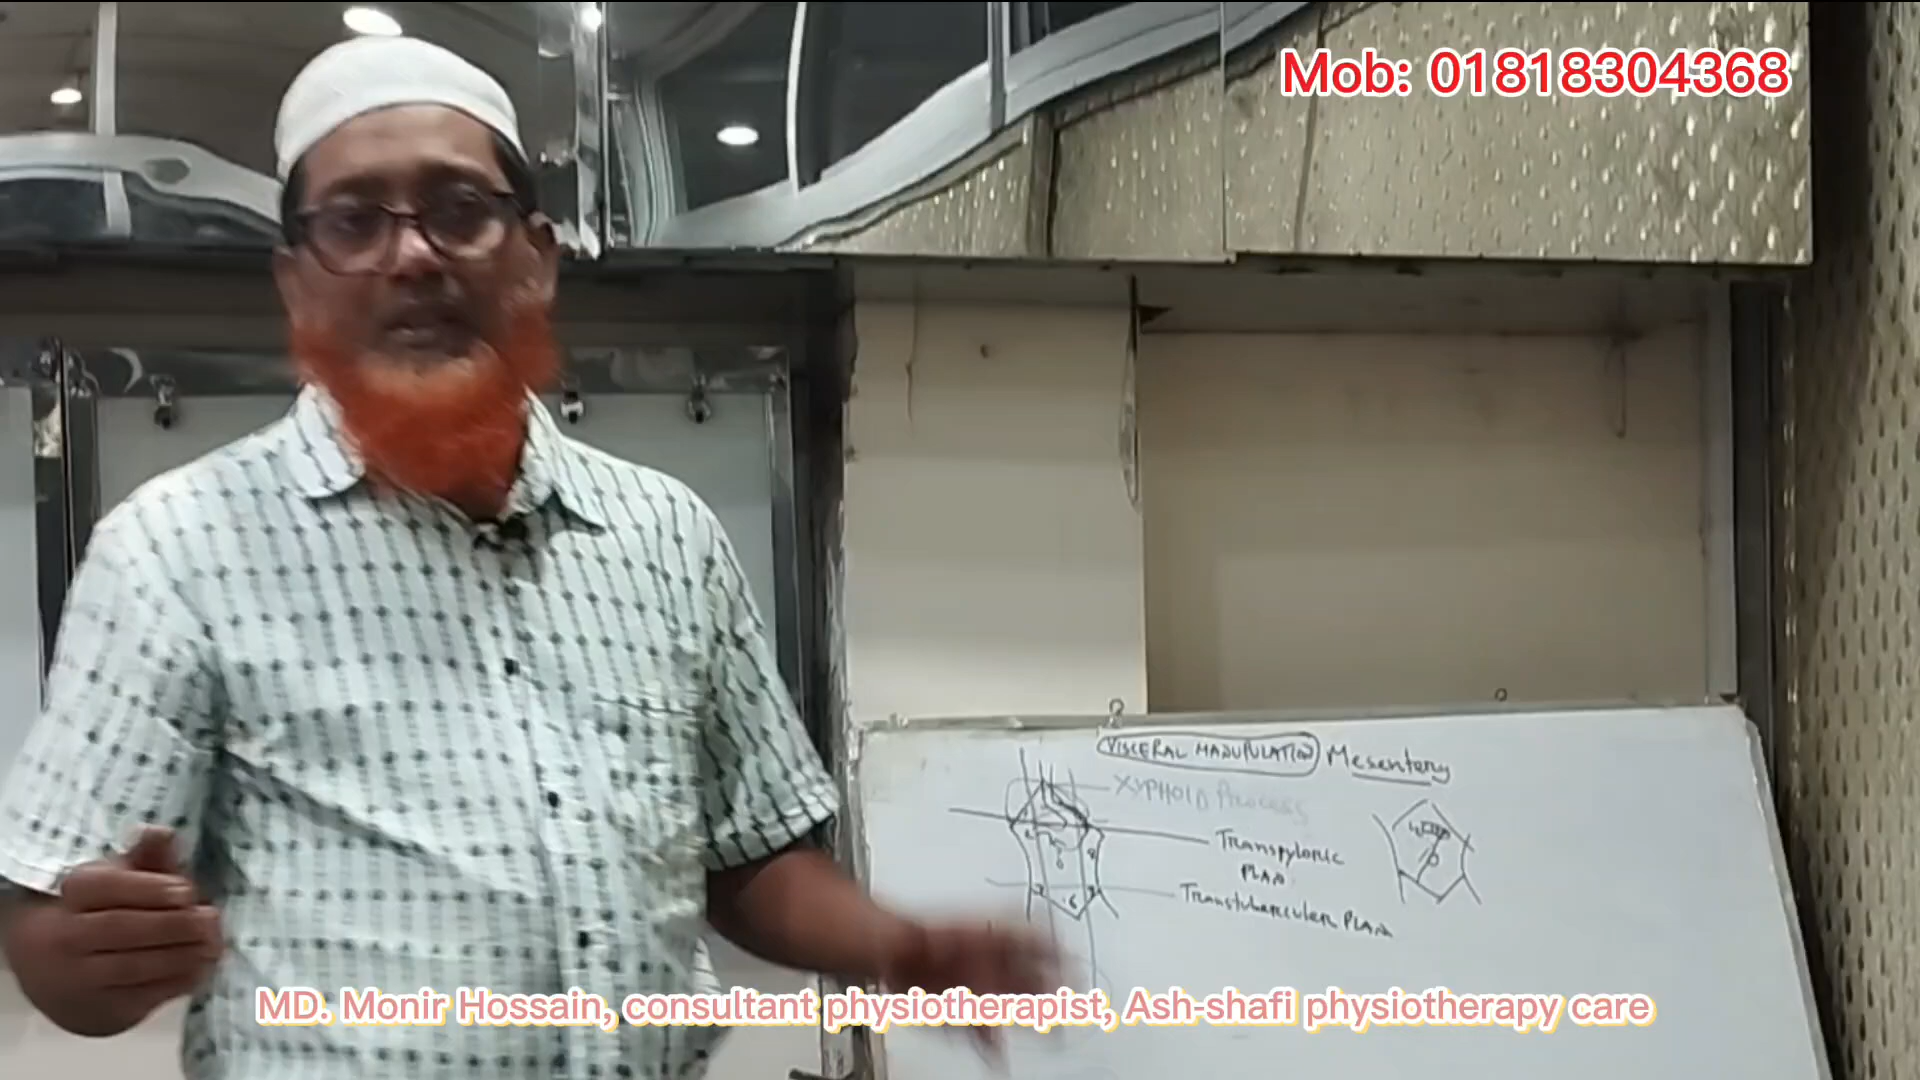 Mob: 01818304368
VISCERAL MANUPULATION Mesentery
XYPHOID Process
Transpyloric
PLAN
Transtubercular PLAN
MD. Monir Hossain, consultant physiotherapist, Ash-shafi physiotherapy care